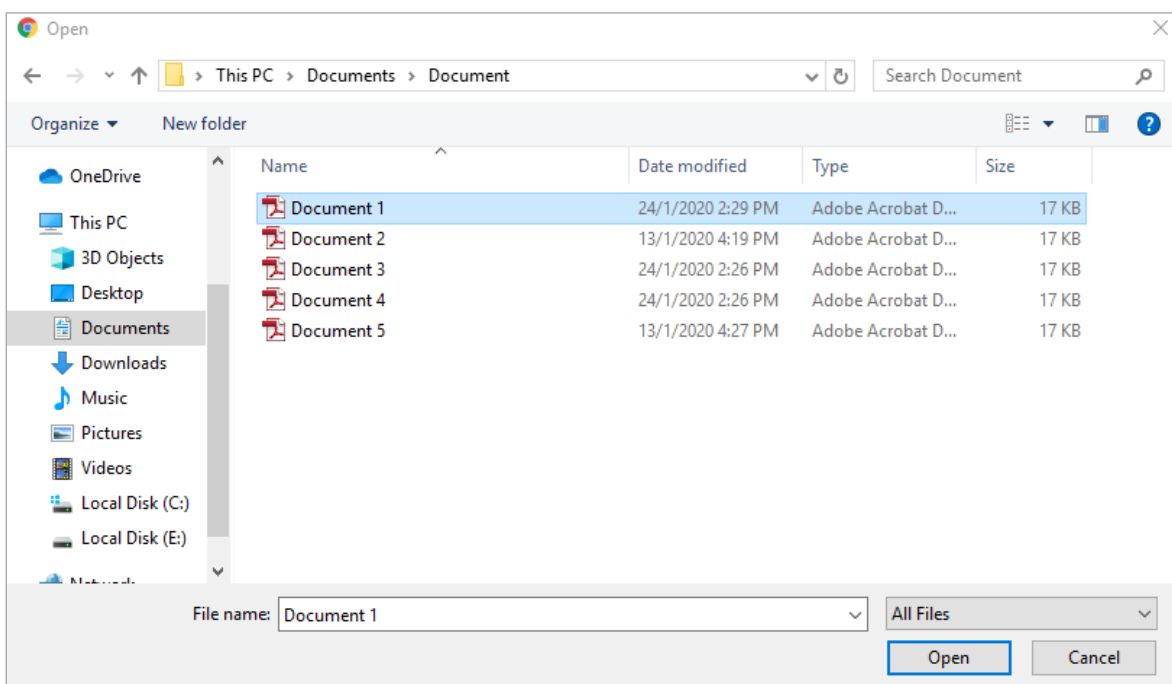 Open
This PC > Documents > Document
Search Document
Organize
New folder
Name Date modified Type Size
OneDrive
This PC
3D Objects
Desktop
Documents
Downloads
Music
Pictures
Videos
Local Disk (C:)
Local Disk (E:)
Network
Document 1 24/1/2020 2:29 PM Adobe Acrobat D... 17 KB
Document 2 13/1/2020 4:19 PM Adobe Acrobat D... 17 KB
Document 3 24/1/2020 2:26 PM Adobe Acrobat D... 17 KB
Document 4 24/1/2020 2:26 PM Adobe Acrobat D... 17 KB
Document 5 13/1/2020 4:27 PM Adobe Acrobat D... 17 KB
File name: Document 1
All Files
Open
Cancel